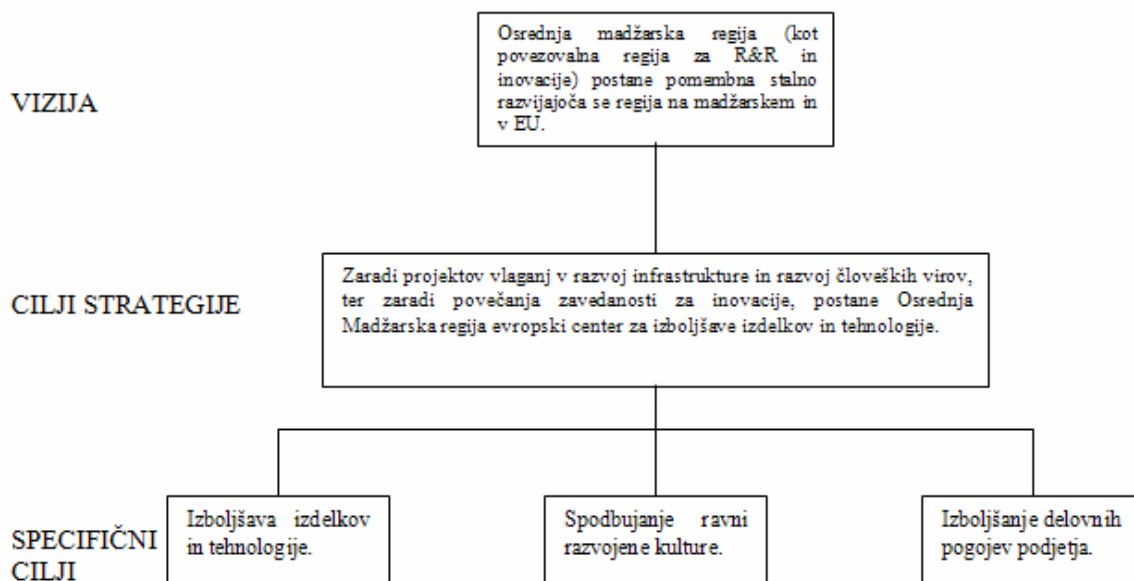 Osrednja madžarska regija (kot
povezovalna regija za R&R in
inovacije) postane pomembna stalno
razvijajoča se regija na madžarskem in
v EU.
VIZIJA
Zaradi projektov vlaganj v razvoj infrastrukture in razvoj človeških virov,
ter zaradi povečanja zavedanosti za inovacije, postane Osrednja
Madžarska regija evropski center za izboljšave izdelkov in tehnologije.
CILJI STRATEGIJE
Izboljšava izdelkov
in tehnologije.
Spodbujanje ravni
razvojene kulture.
Izboljšanje delovnih
pogojev podjetja.
SPECIFIČNI
CILJI